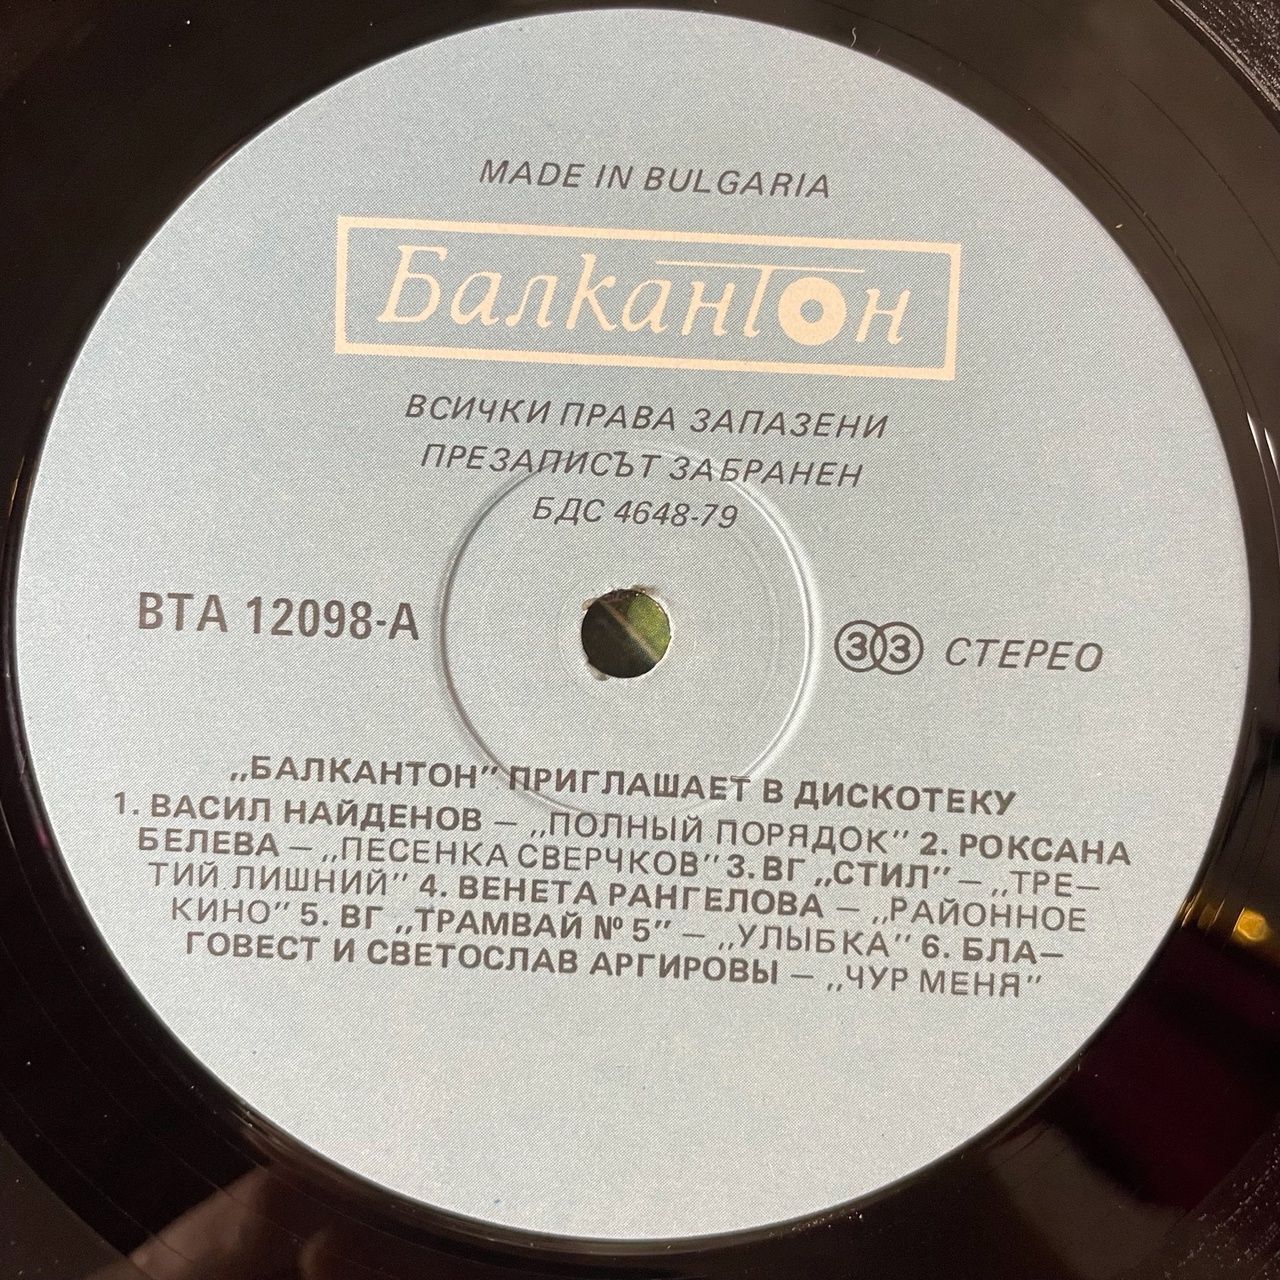 MADE IN BULGARIA
Балкантон
ВСИЧКИ ПРАВА ЗАПАЗЕНИ
ПРЕЗАПИСЪТ ЗАБРАНЕН
БДС 4648-79
ВТА 12098-А
33 СТЕРЕО
„БАЛКАНТОН” ПРИГЛАШАЕТ В ДИСКОТЕКУ
1. ВАСИЛ НАЙДЕНОВ – „ПОЛНЫЙ ПОРЯДОК” 2. РОКСАНА
БЕЛЕВА – „ПЕСЕНКА СВЕРЧКОВ” 3. ВГ „СТИЛ” – „ТРЕ–
ТИЙ ЛИШНИЙ” 4. ВЕНЕТА РАНГЕЛОВА – „РАЙОННОЕ
КИНО” 5. ВГ „ТРАМВАЙ № 5” – „УЛЫБКА” 6. БЛА–
ГОВЕСТ И СВЕТОСЛАВ АРГИРОВЫ – „ЧУР МЕНЯ”